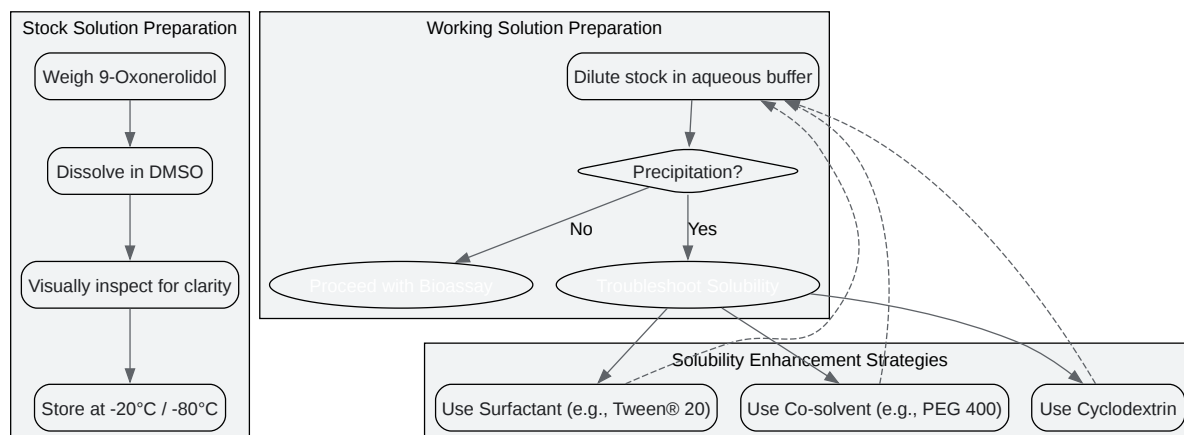 Stock Solution Preparation
Weigh 9-Oxonerolidol
Dissolve in DMSO
Visually inspect for clarity
Store at -20°C / -80°C
Working Solution Preparation
Dilute stock in aqueous buffer
Precipitation?
No
Yes
Proceed with Bioassay
Troubleshoot Solubility
Solubility Enhancement Strategies
Use Surfactant (e.g., Tween® 20)
Use Co-solvent (e.g., PEG 400)
Use Cyclodextrin